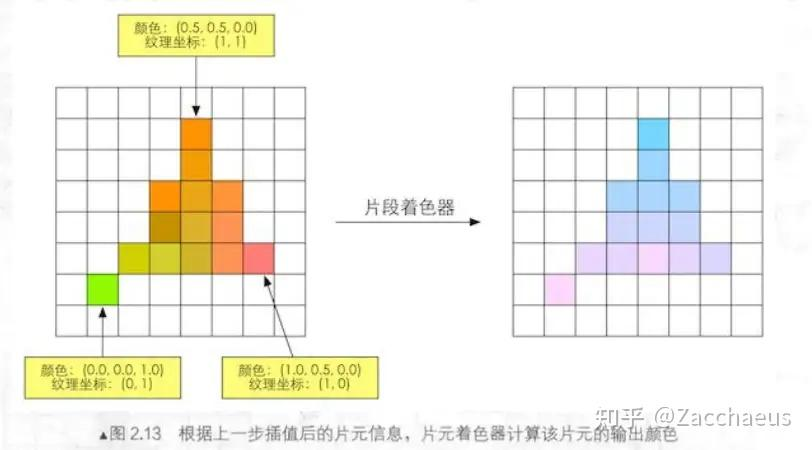 颜色：(0.5, 0.5, 0.0)
纹理坐标：(1, 1)
片段着色器
颜色：(0.0, 0.0, 1.0)
纹理坐标：(0, 1)
颜色：(1.0, 0.5, 0.0)
纹理坐标：(1, 0)
知乎 @Zacchaeus
▲图 2.13 根据上一步插值后的片元信息，片元着色器计算该片元的输出颜色